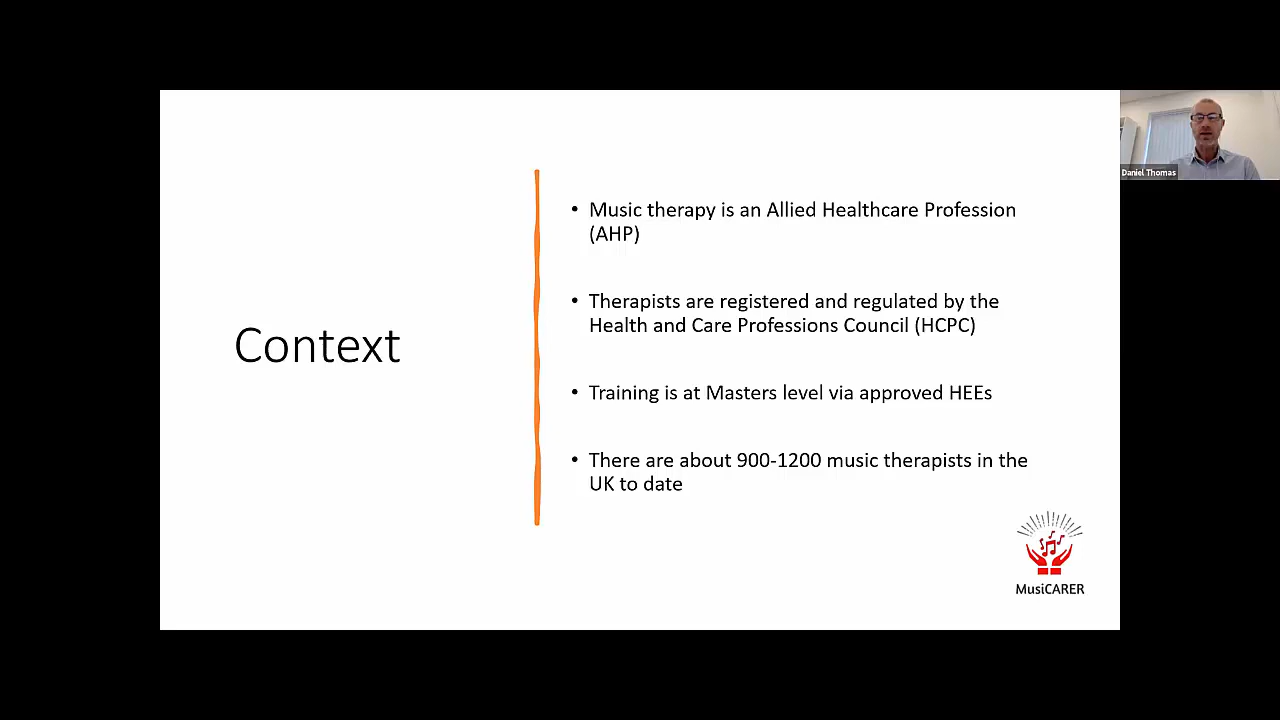 Context
• Music therapy is an Allied Healthcare Profession
(AHP)
• Therapists are registered and regulated by the
Health and Care Professions Council (HCPC)
• Training is at Masters level via approved HEEs
• There are about 900-1200 music therapists in the
UK to date
MusiCARER
Daniel Thomas